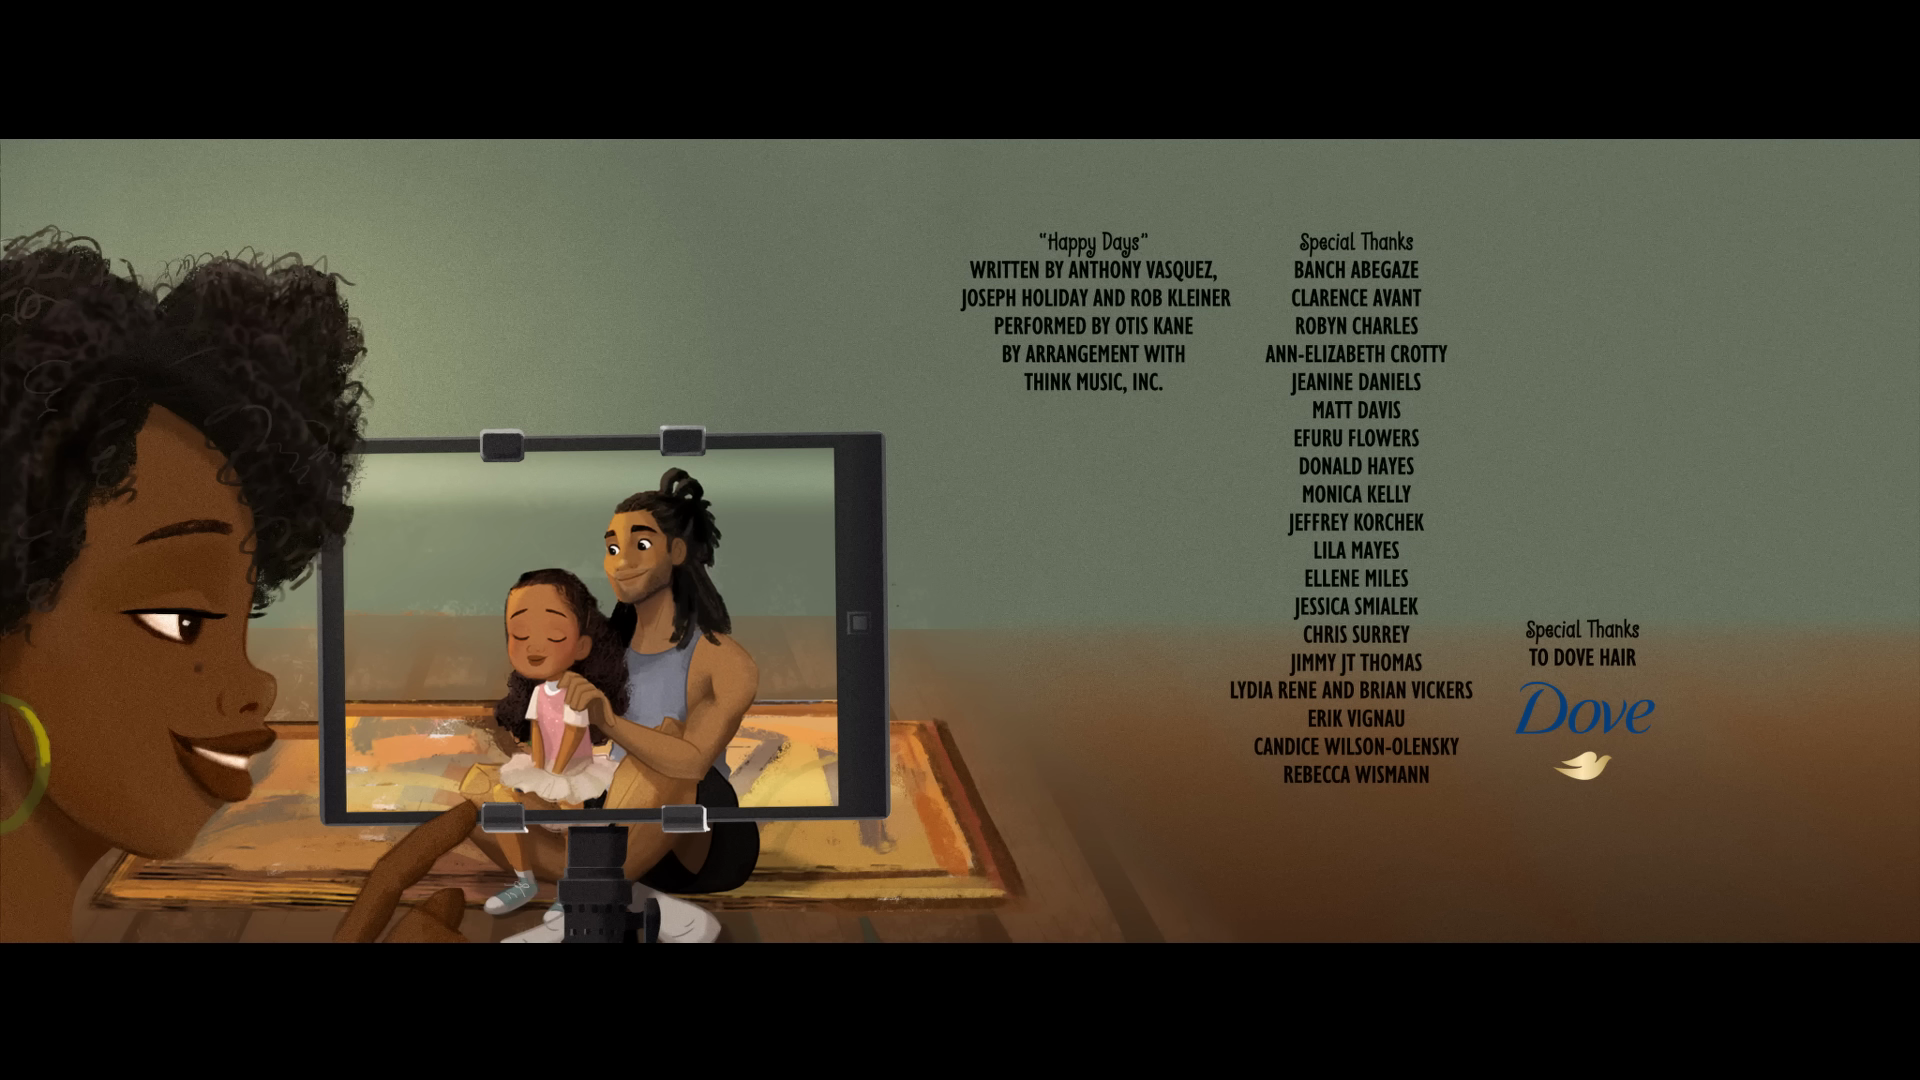 "Happy Days"
WRITTEN BY ANTHONY VASQUEZ,
JOSEPH HOLIDAY AND ROB KLEINER
PERFORMED BY OTIS KANE
BY ARRANGEMENT WITH
THINK MUSIC, INC.
Special Thanks
BANCH ABEGAZE
CLARENCE AVANT
ROBYN CHARLES
ANN-ELIZABETH CROTTY
JEANINE DANIELS
MATT DAVIS
EFURU FLOWERS
DONALD HAYES
MONICA KELLY
JEFFREY KORCHEK
LILA MAYES
ELLENE MILES
JESSICA SMIALEK
CHRIS SURREY
JIMMY JT THOMAS
LYDIA RENE AND BRIAN VICKERS
ERIK VIGNAU
CANDICE WILSON-OLENSKY
REBECCA WISMANN
Special Thanks
TO DOVE HAIR
Dove